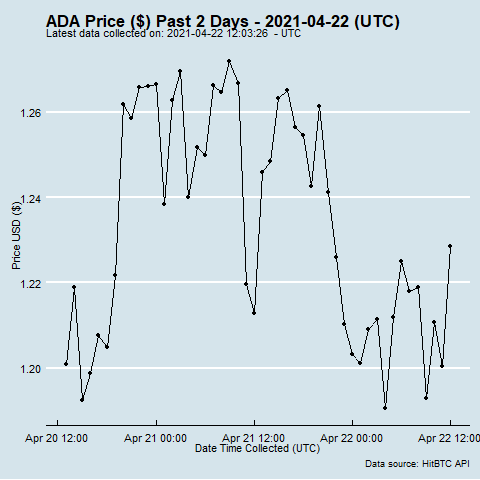 ADA Price ($) Past 2 Days - 2021-04-22 (UTC)
Latest data collected on: 2021-04-22 12:03:26 - UTC
1.26
1.24
1.22
1.20
Price USD ($)
Apr 20 12:00 Apr 21 00:00 Apr 21 12:00 Apr 22 00:00 Apr 22 12:00
Date Time Collected (UTC)
Data source: HitBTC API